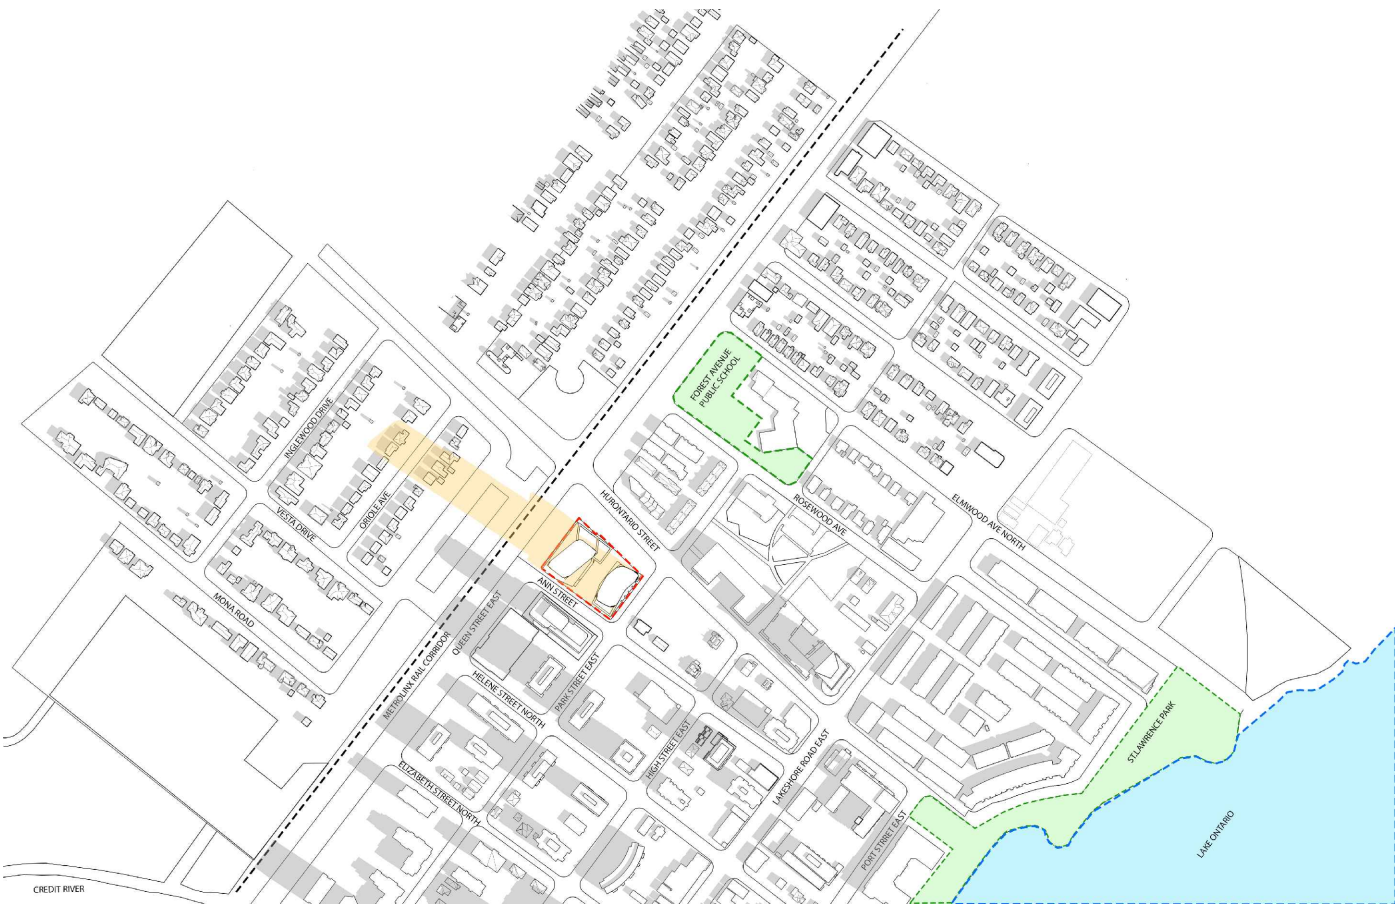 FOREST AVENUE
PUBLIC SCHOOL
INGLEWOOD DRIVE
ORIOLE AVE
VESTA DRIVE
HURONTARIO STREET
ROSEWOOD AVE
ELMWOOD AVE NORTH
MONA ROAD
ANN STREET
QUEEN STREET EAST
METROLINX RAIL CORRIDOR
PARK STREET EAST
HELENE STREET NORTH
HIGH STREET EAST
ST.LAWRENCE PARK
LAKESHORE ROAD EAST
ELIZABETH STREET NORTH
PORT STRRET EAST
LAKE ONTARIO
CREDIT RIVER